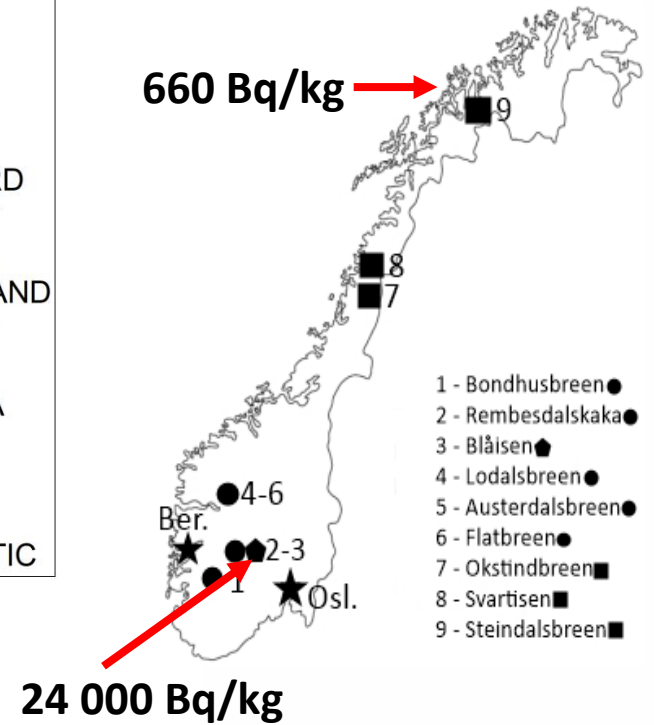 660 Bq/kg
9
RD
AND
A
TIC
8
7
1 - Bondhusbreen
2 - Rembesdalskaka
3 - Blåisen
4 - Lodalsbreen
5 - Austerdalsbreen
6 - Flatbreen
7 - Okstindbreen
8 - Svartisen
9 - Steindalsbreen
4-6
Ber.
2-3
1
Osl.
24 000 Bq/kg